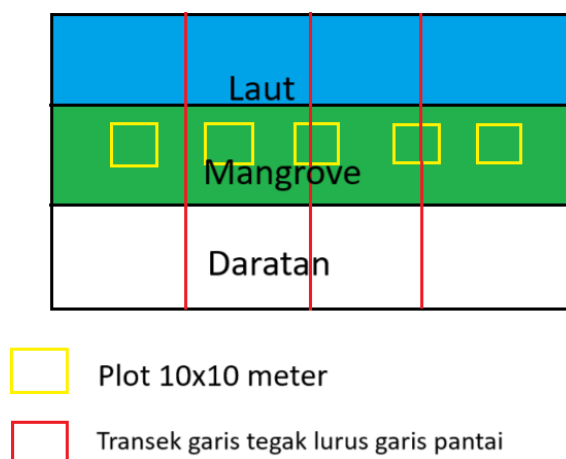 Laut
Mangrove
Daratan
Plot 10x10 meter
Transek garis tegak lurus garis pantai